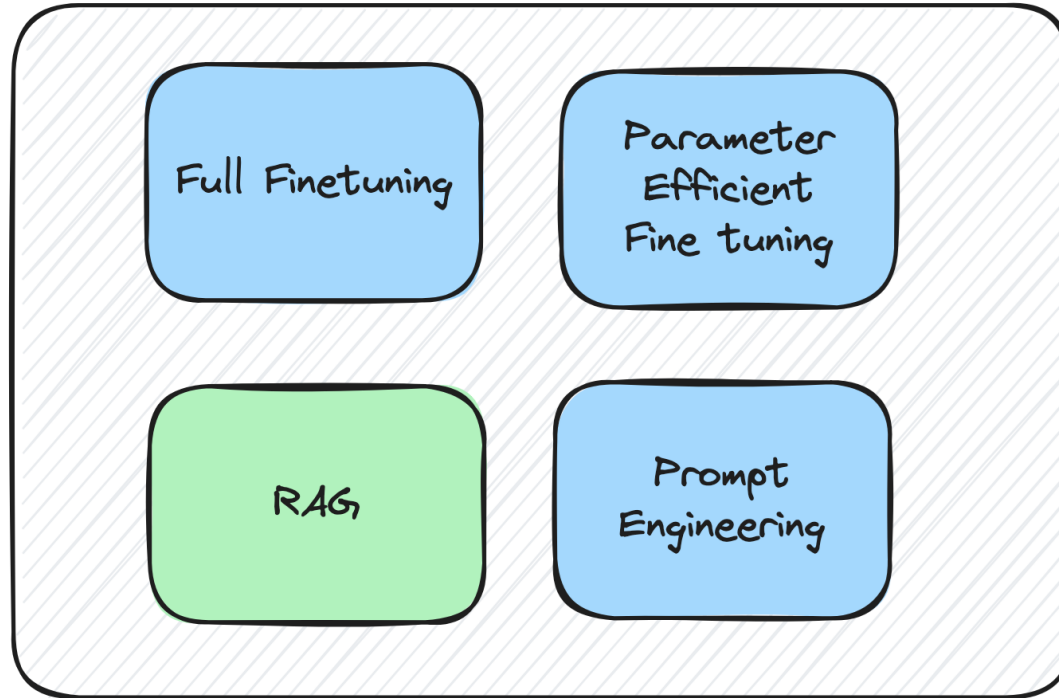 Full Finetuning
Parameter
Efficient
Fine tuning
RAG
Prompt
Engineering